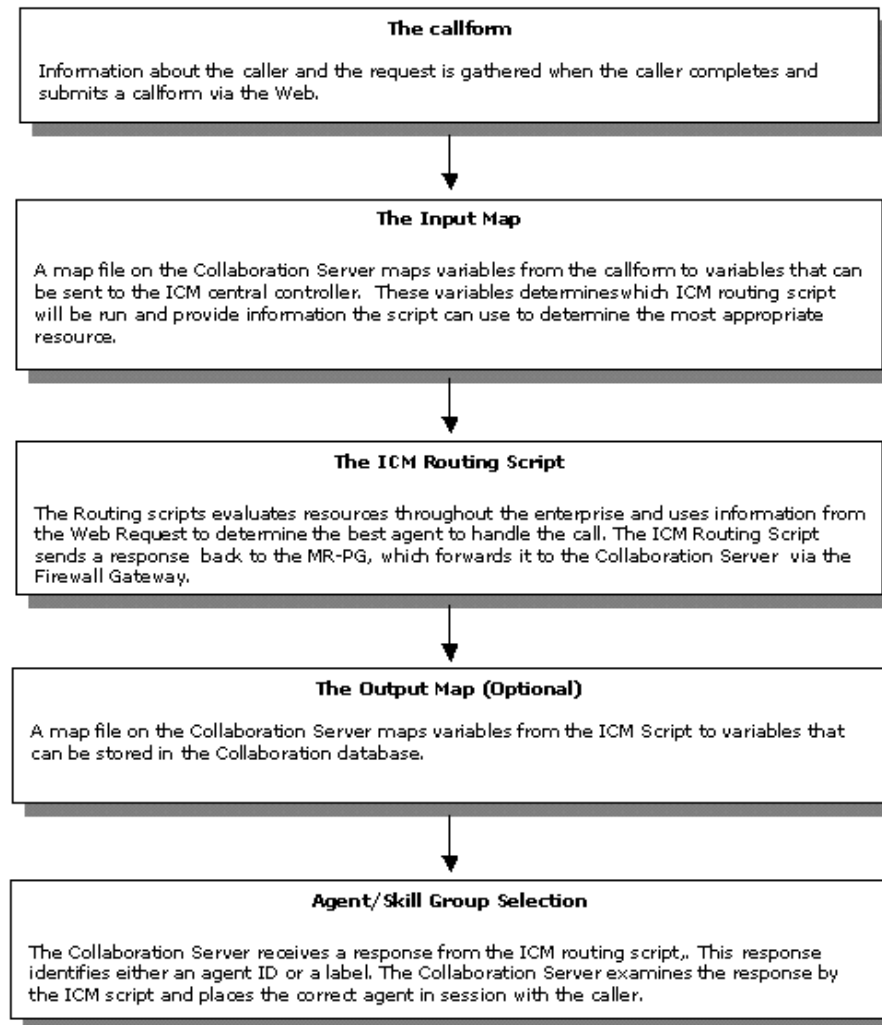 The callform
Information about the caller and the request is gathered when the caller completes and
submits a callform via the Web.
The Input Map
A map file on the Collaboration Server maps variables from the callform to variables that can
be sent to the ICM central controller.  These variables determineswhich ICM routing script
will be run and provide information the script can use to determine the most appropriate
resource.
The ICM Routing Script
The Routing scripts evaluates resources throughout the enterprise and uses information from
the Web Request to determine the best agent to handle the call. The ICM Routing Script
sends a response  back to the MR-PG, which forwards it to the Collaboration Server  via the
Firewall Gateway.
The Output Map (Optional)
A map file on the Collaboration Server maps variables from the ICM Script to variables that
can be stored in the Collaboration database.
Agent/Skill Group Selection
The Collaboration Server receives a response from the ICM routing script,. This response
identifies either an agent ID or a label. The Collaboration Server examines the response by
the ICM script and places the correct agent in session with the caller.